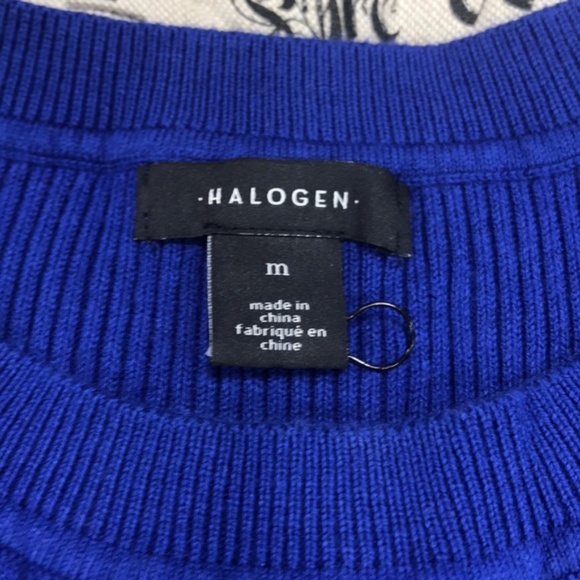 ·HALOGEN·
m
made in
china
fabriqué en
chine